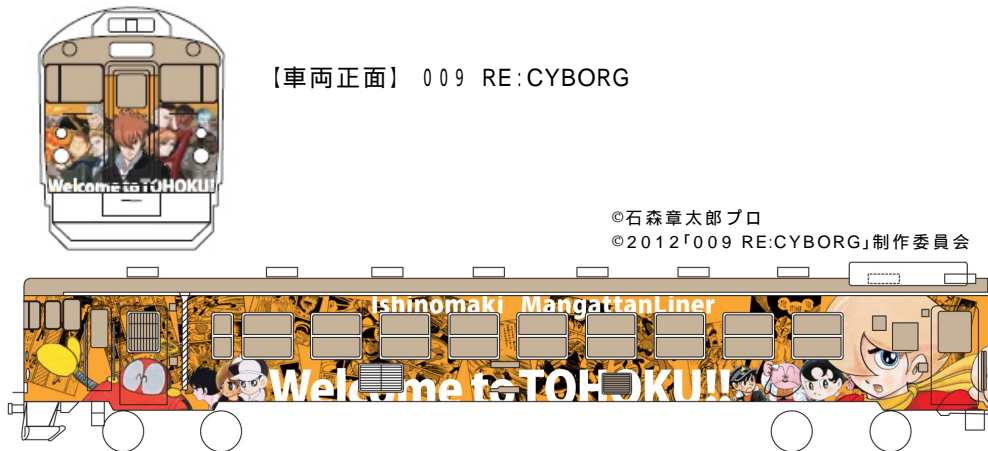 【車両正面】 009 RE:CYBORG
Welcome to TOHOKU!
©石森章太郎プロ
©2012「009 RE:CYBORG」制作委員会
Ishinomaki MangattanLiner
Welcome to TOHOKU!!